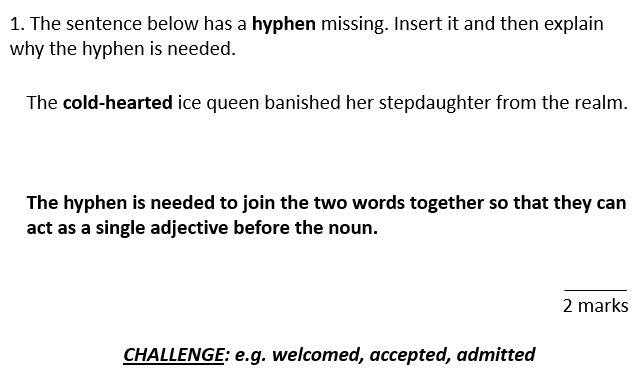 1. The sentence below has a hyphen missing. Insert it and then explain
why the hyphen is needed.
The cold-hearted ice queen banished her stepdaughter from the realm.
The hyphen is needed to join the two words together so that they can
act as a single adjective before the noun.
2 marks
CHALLENGE: e.g. welcomed, accepted, admitted